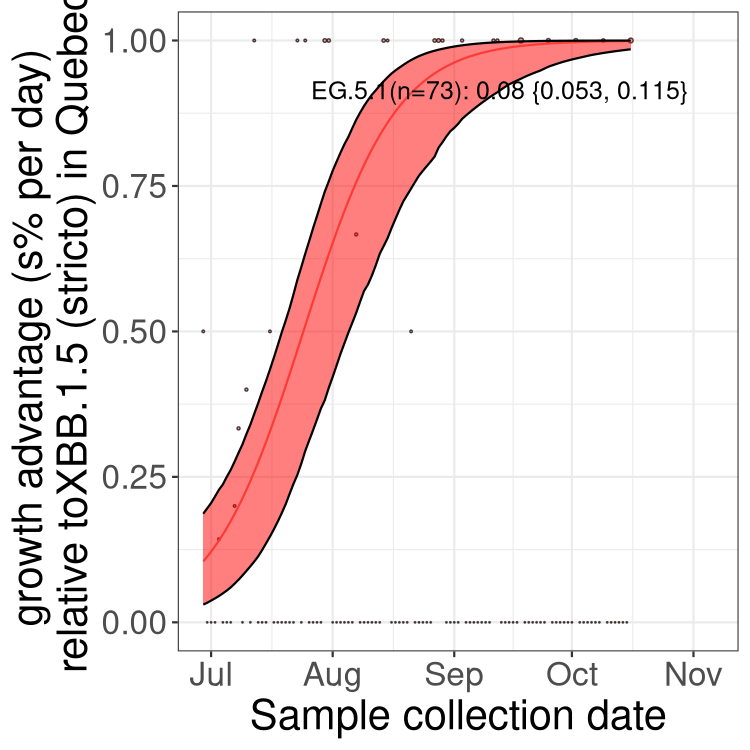 growth advantage (s% per day)
relative toXBB.1.5 (stricto) in Quebec
1.00
0.75
0.50
0.25
0.00
EG.5.1(n=73): 0.08 {0.053, 0.115}
Jul Aug Sep Oct Nov
Sample collection date